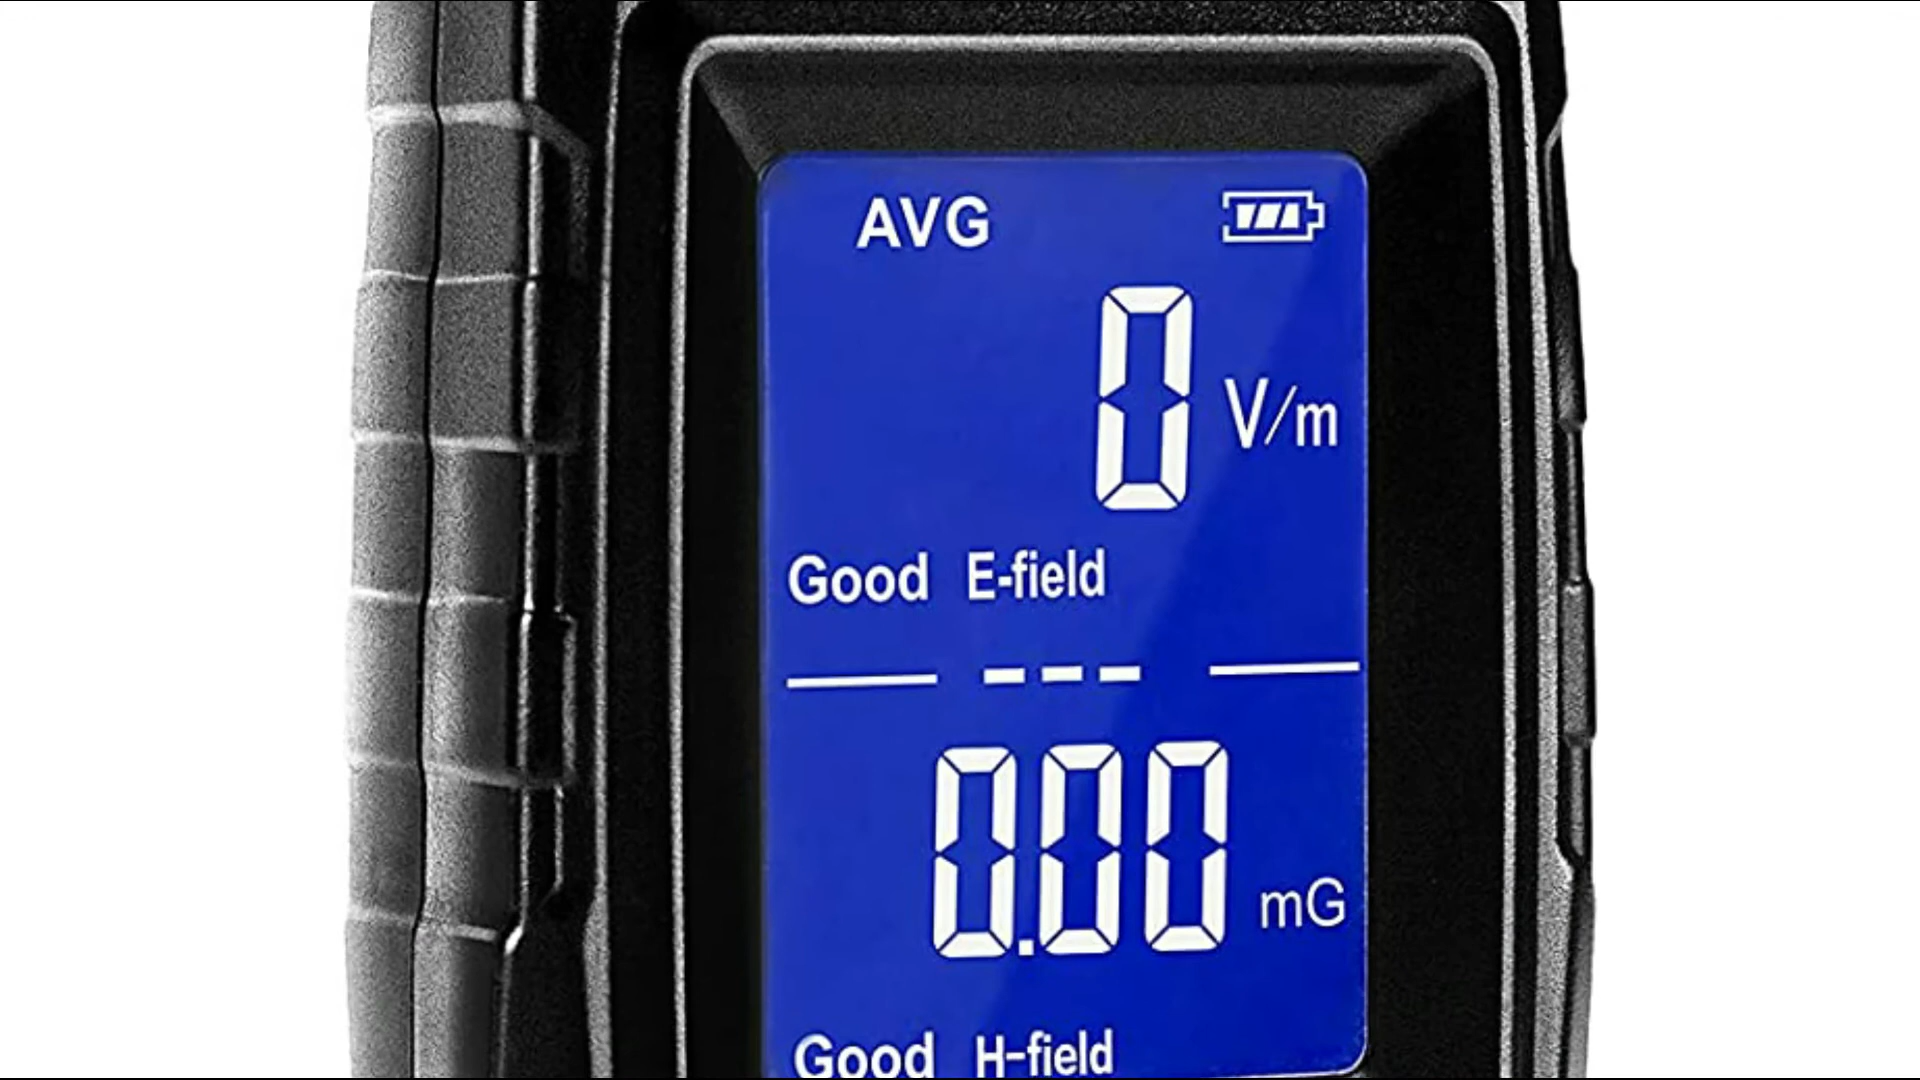 AVG
0 V/m
Good E-field
--- 
0.00 mG
Good H-field